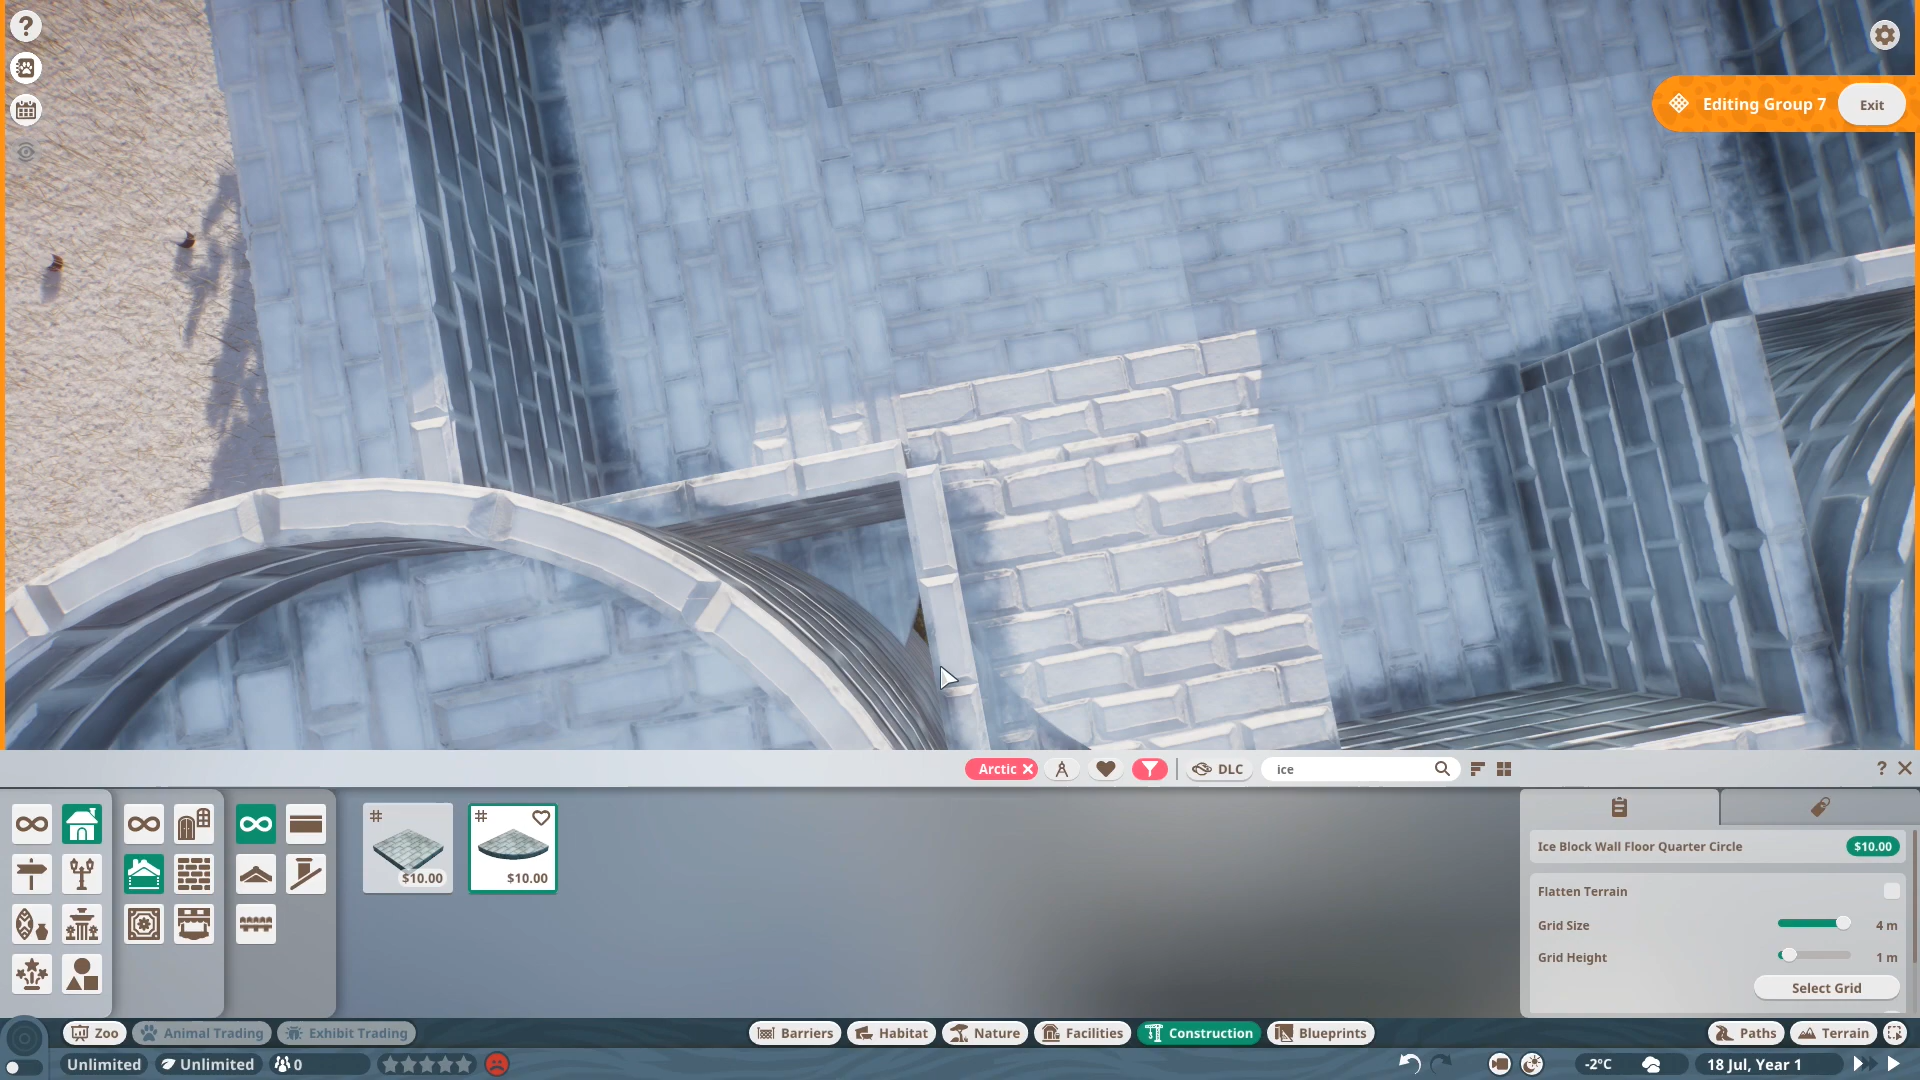 ?
Editing Group 7 Exit
Arctic DLC ice ?
# $10.00 # $10.00
Ice Block Wall Floor Quarter Circle $10.00
Flatten Terrain
Grid Size 4 m
Grid Height 1 m
Select Grid
Zoo Animal Trading Exhibit Trading Barriers Habitat Nature Facilities Construction Blueprints Paths Terrain
Unlimited Unlimited 0 -2°C 18 Jul, Year 1